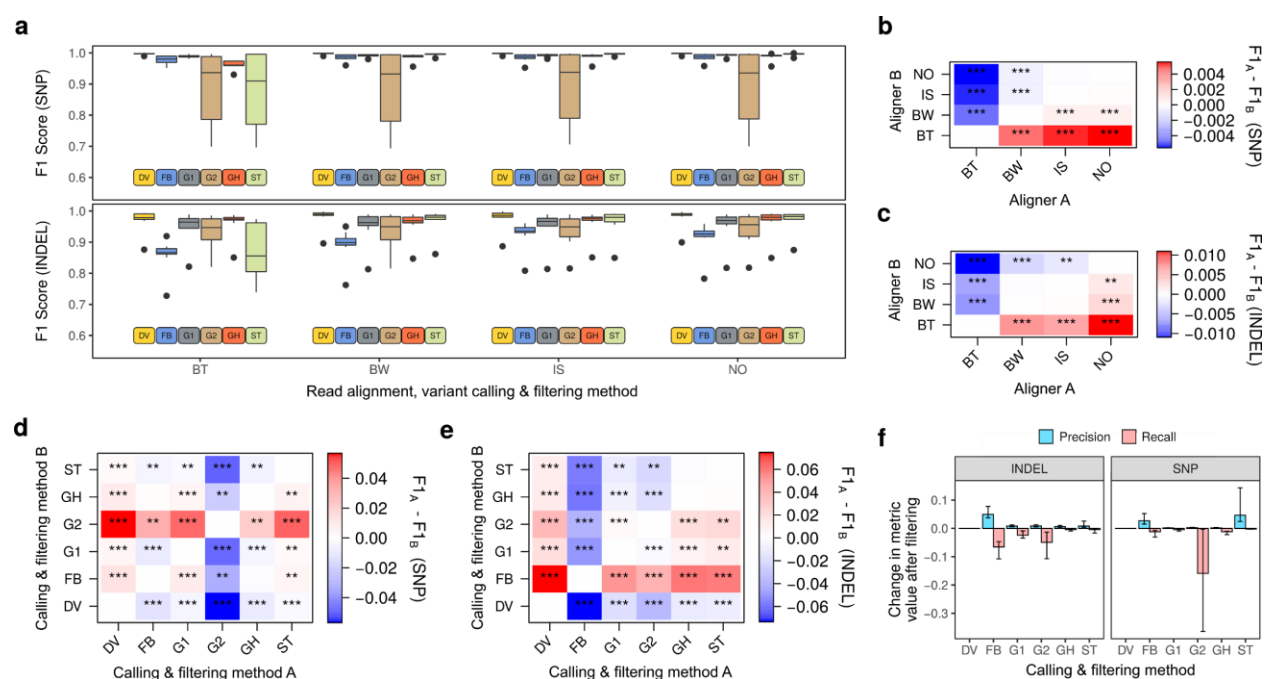 a
F1 Score (SNP)
1.0
0.9
0.8
0.7
0.6
DV FB G1 G2 GH ST DV FB G1 G2 GH ST DV FB G1 G2 GH ST DV FB G1 G2 GH ST
F1 Score (INDEL)
1.0
0.9
0.8
0.7
0.6
DV FB G1 G2 GH ST DV FB G1 G2 GH ST DV FB G1 G2 GH ST DV FB G1 G2 GH ST
BT BW IS NO
Read alignment, variant calling & filtering method
b
Aligner B
NO *** ***
IS *** ***
BW *** *** ***
BT *** *** ***
BT BW IS NO
Aligner A
0.004
0.002
0.000
−0.002
−0.004
F1A - F1B (SNP)
c
Aligner B
NO *** *** **
IS *** **
BW *** ***
BT *** *** ***
BT BW IS NO
Aligner A
0.010
0.005
0.000
−0.005
−0.010
F1A - F1B (INDEL)
d
Calling & filtering method B
ST *** ** ** *** **
GH *** *** ** **
G2 *** ** *** ** ***
G1 *** *** *** *** **
FB *** *** ** **
DV *** *** *** *** ***
DV FB G1 G2 GH ST
Calling & filtering method A
0.04
0.02
0.00
−0.02
−0.04
F1A - F1B (SNP)
e
Calling & filtering method B
ST *** *** ** **
GH *** *** *** ***
G2 *** *** *** *** **
G1 *** *** *** *** **
FB *** *** *** *** ***
DV *** *** *** *** ***
DV FB G1 G2 GH ST
Calling & filtering method A
0.06
0.04
0.02
0.00
−0.02
−0.04
−0.06
F1A - F1B (INDEL)
f
Precision Recall
INDEL SNP
Change in metric
value after filtering
0.1
0.0
−0.1
−0.2
−0.3
DV FB G1 G2 GH ST DV FB G1 G2 GH ST
Calling & filtering method